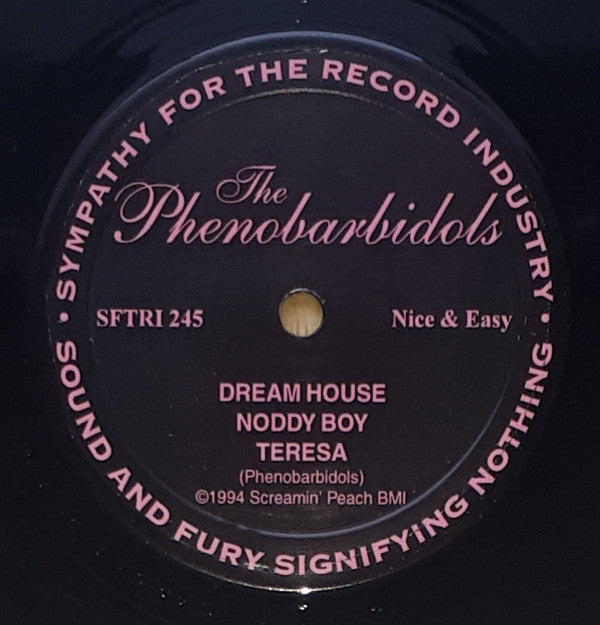 SYMPATHY FOR THE RECORD INDUSTRY
The
Phenobarbidols
SFTRI 245
Nice & Easy
DREAM HOUSE
NODDY BOY
TERESA
(Phenobarbidols)
©1994 Screamin' Peach BMI
SOUND AND FURY SIGNIFYiNG NOTHING